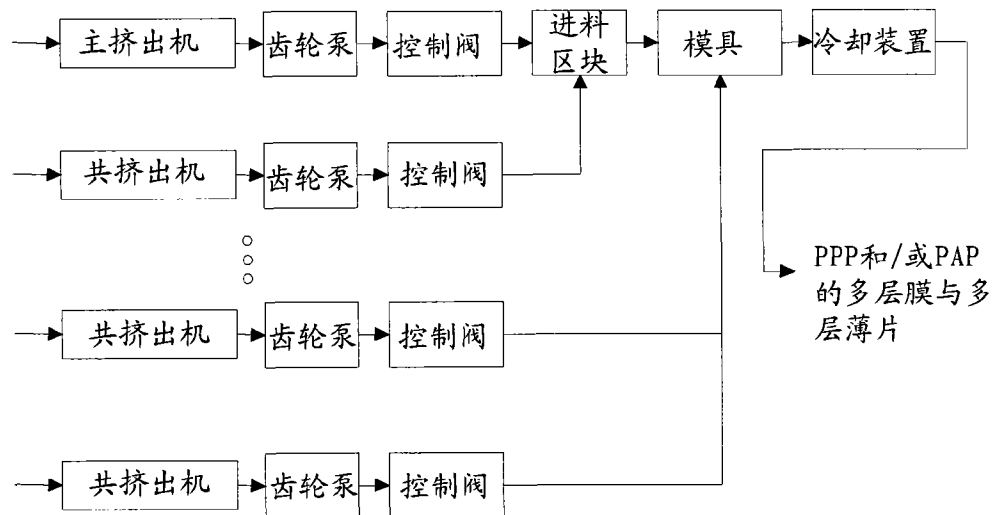 主挤出机
齿轮泵
控制阀
进料
区块
模具
冷却装置
共挤出机
齿轮泵
控制阀
PPP和/或PAP
的多层膜与多
层薄片
共挤出机
齿轮泵
控制阀
共挤出机
齿轮泵
控制阀